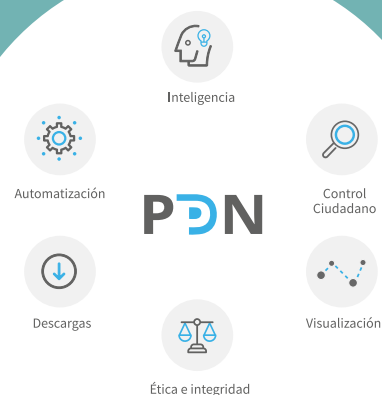 Inteligencia
Automatización
Control
Ciudadano
PDN
Descargas
Visualización
Ética e integridad